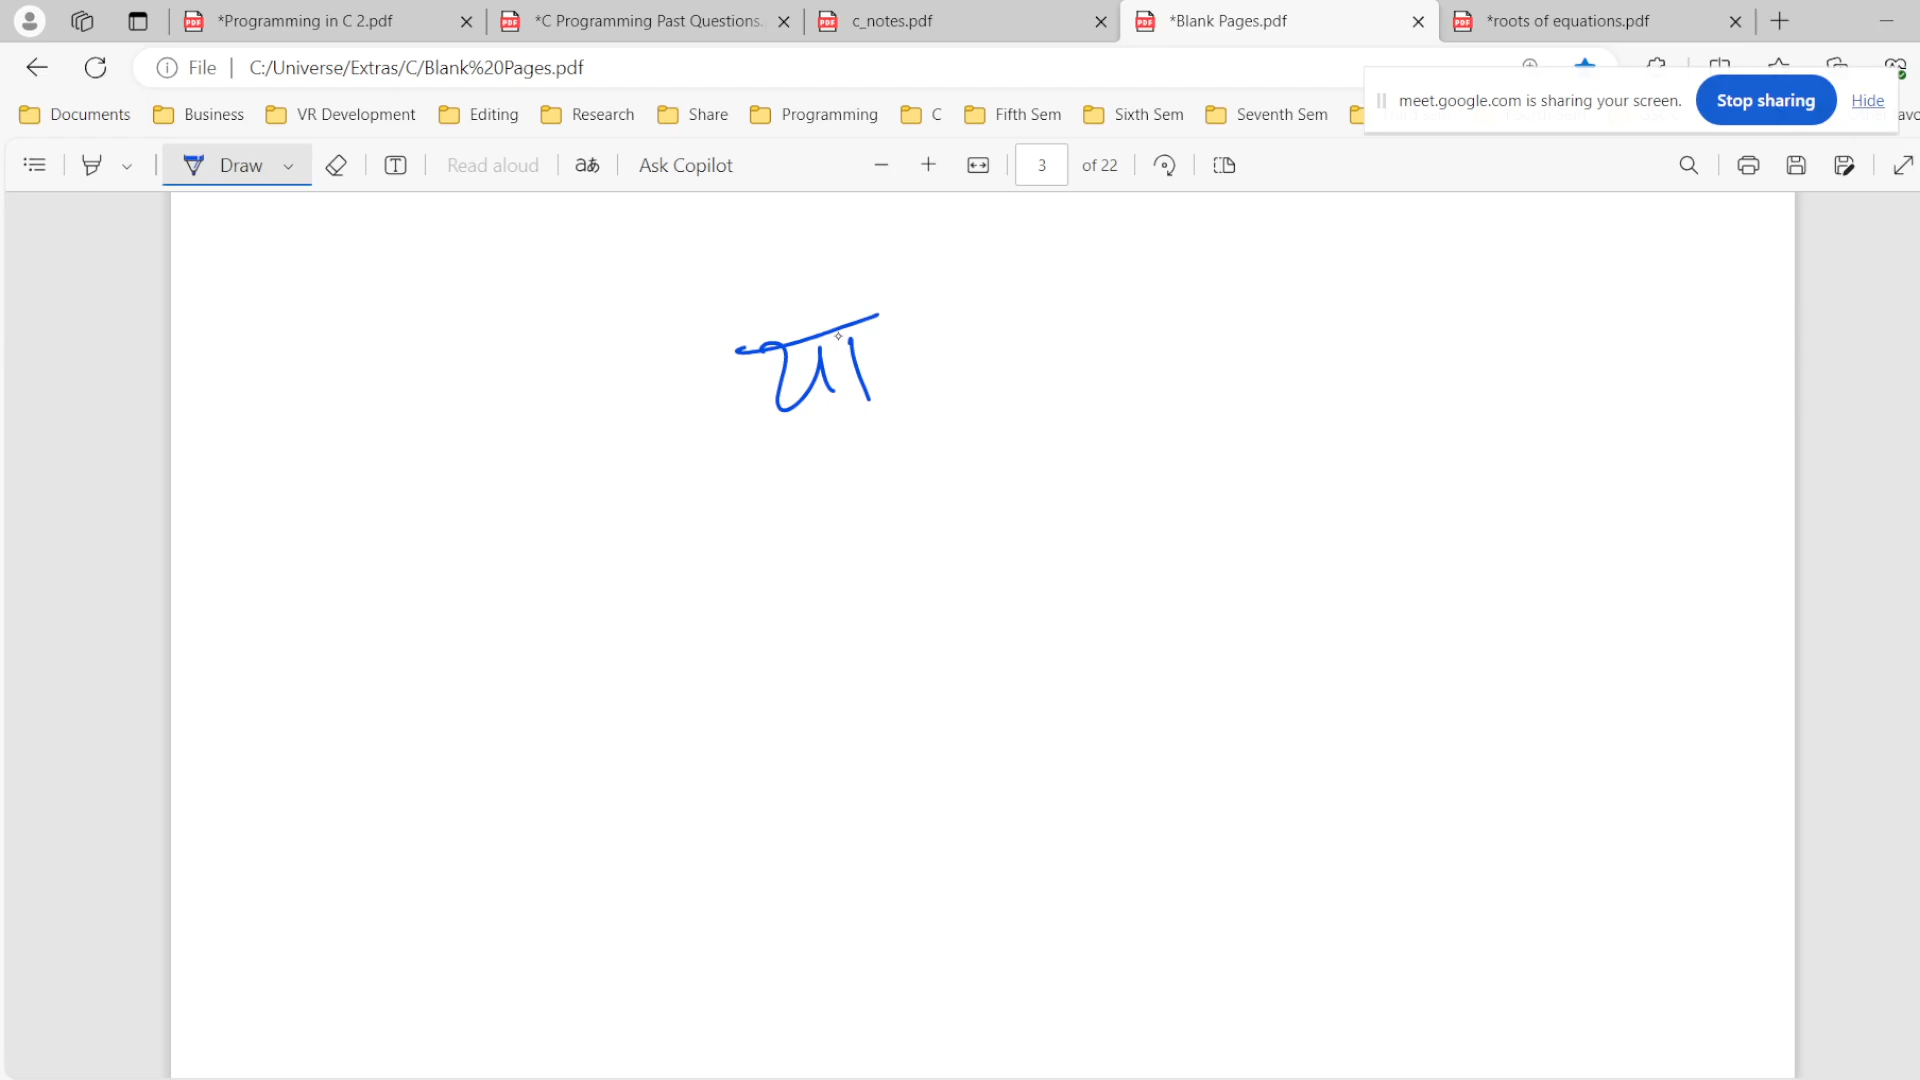 *Programming in C 2.pdf *C Programming Past Questions. c_notes.pdf *Blank Pages.pdf *roots of equations.pdf
File C:/Universe/Extras/C/Blank%20Pages.pdf
meet.google.com is sharing your screen. Stop sharing Hide
Documents Business VR Development Editing Research Share Programming C Fifth Sem Sixth Sem Seventh Sem
Draw Read aloud aあ Ask Copilot 3 of 22
या